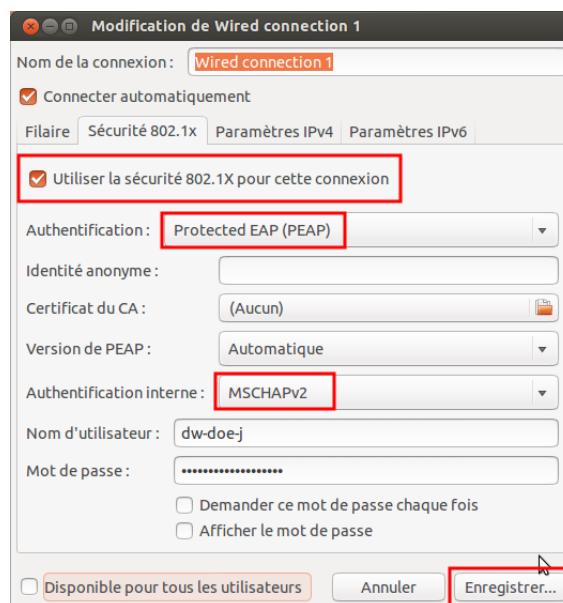 Modification de Wired connection 1
Nom de la connexion : Wired connection 1
Connecter automatiquement
Filaire Sécurité 802.1x Paramètres IPv4 Paramètres IPv6
Utiliser la sécurité 802.1X pour cette connexion
Authentification : Protected EAP (PEAP)
Identité anonyme :
Certificat du CA : (Aucun)
Version de PEAP : Automatique
Authentification interne : MSCHAPv2
Nom d'utilisateur : dw-doe-j
Mot de passe : •••••••••••••••••••
Demander ce mot de passe chaque fois
Afficher le mot de passe
Disponible pour tous les utilisateurs Annuler Enregistrer...